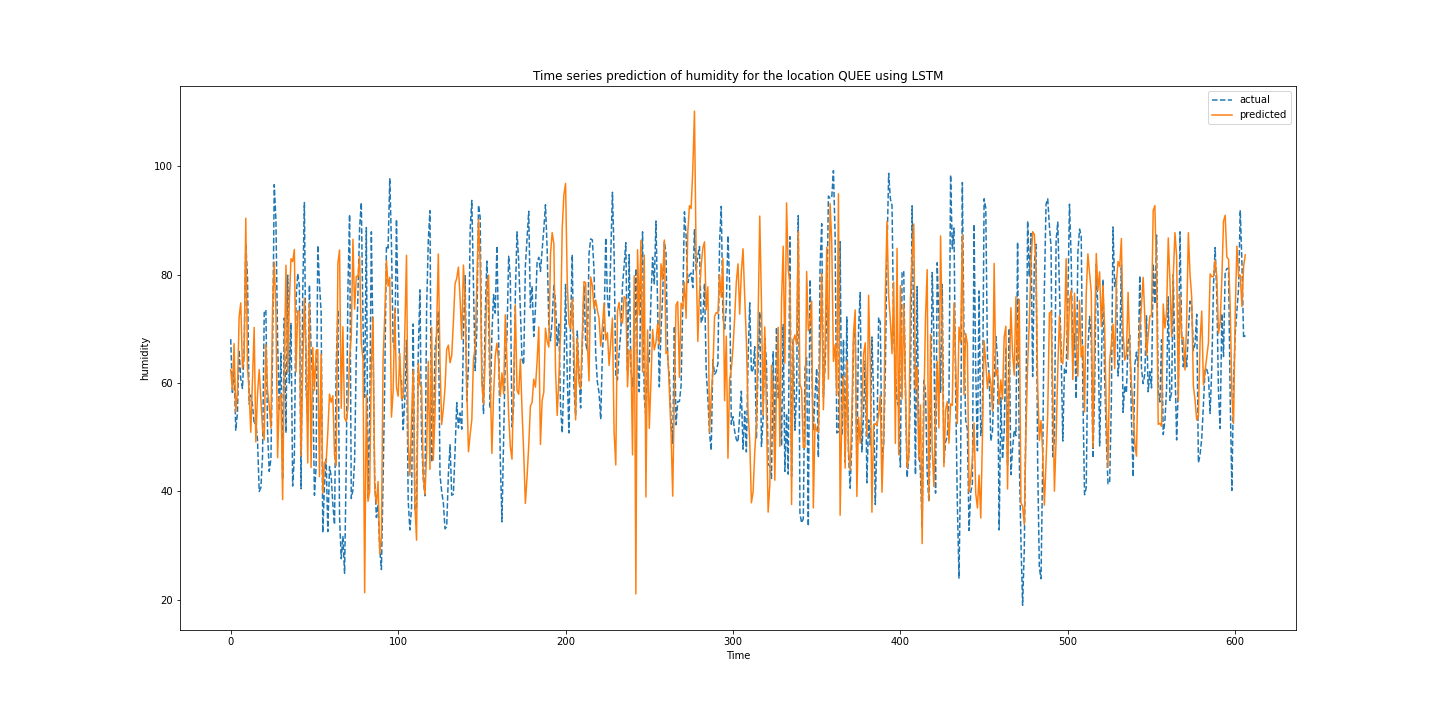 Time series prediction of humidity for the location QUEE using LSTM
actual
predicted
100
80
60
40
20
humidity
0 100 200 300 400 500 600
Time